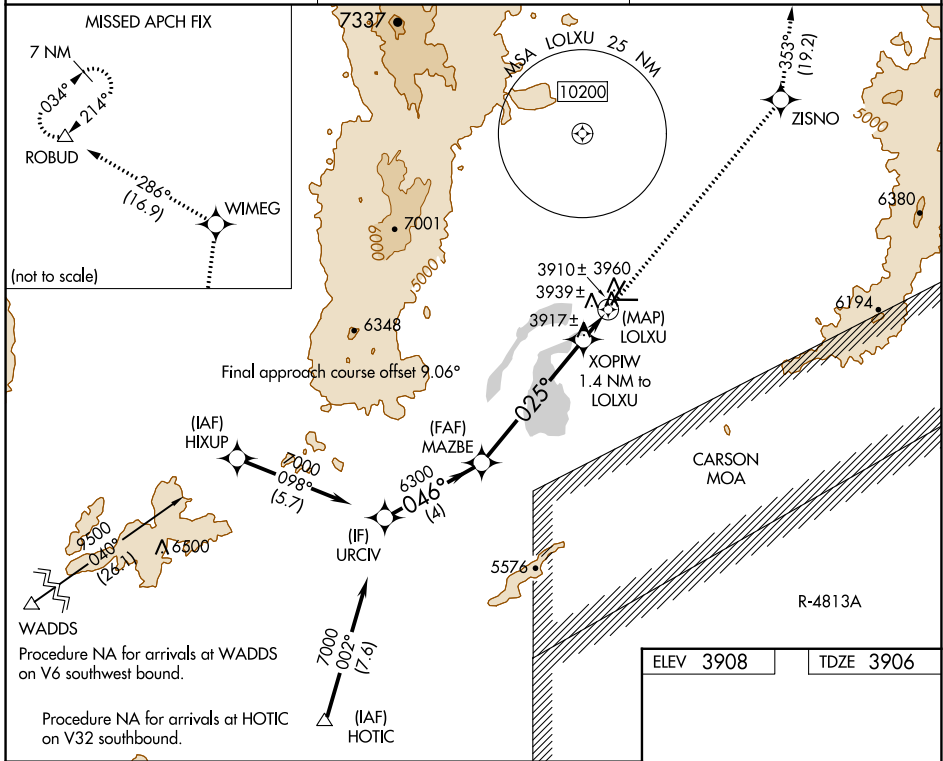 MISSED APCH FIX
7 NM
034°
214°
ROBUD
286°
(16.9)
WIMEG
(not to scale)
7337
MSA LOLXU 25 NM
10200
353°
(19.2)
ZISNO
5000
6380
7001
6000
5000
6348
3910± 3960
3939±
3917±
(MAP)
LOLXU
6194
XOPIW
1.4 NM to
LOLXU
Final approach course offset 9.06°
025°
(IAF)
HIXUP
7000
098°
(5.7)
(FAF)
MAZBE
6300
046°
(4)
(IF)
URCIV
CARSON
MOA
9500
040°
(26.1)
6500
WADDS
5576
R-4813A
Procedure NA for arrivals at WADDS
on V6 southwest bound.
7000
002°
(7.6)
(IAF)
HOTIC
Procedure NA for arrivals at HOTIC
on V32 southbound.
ELEV 3908
TDZE 3906